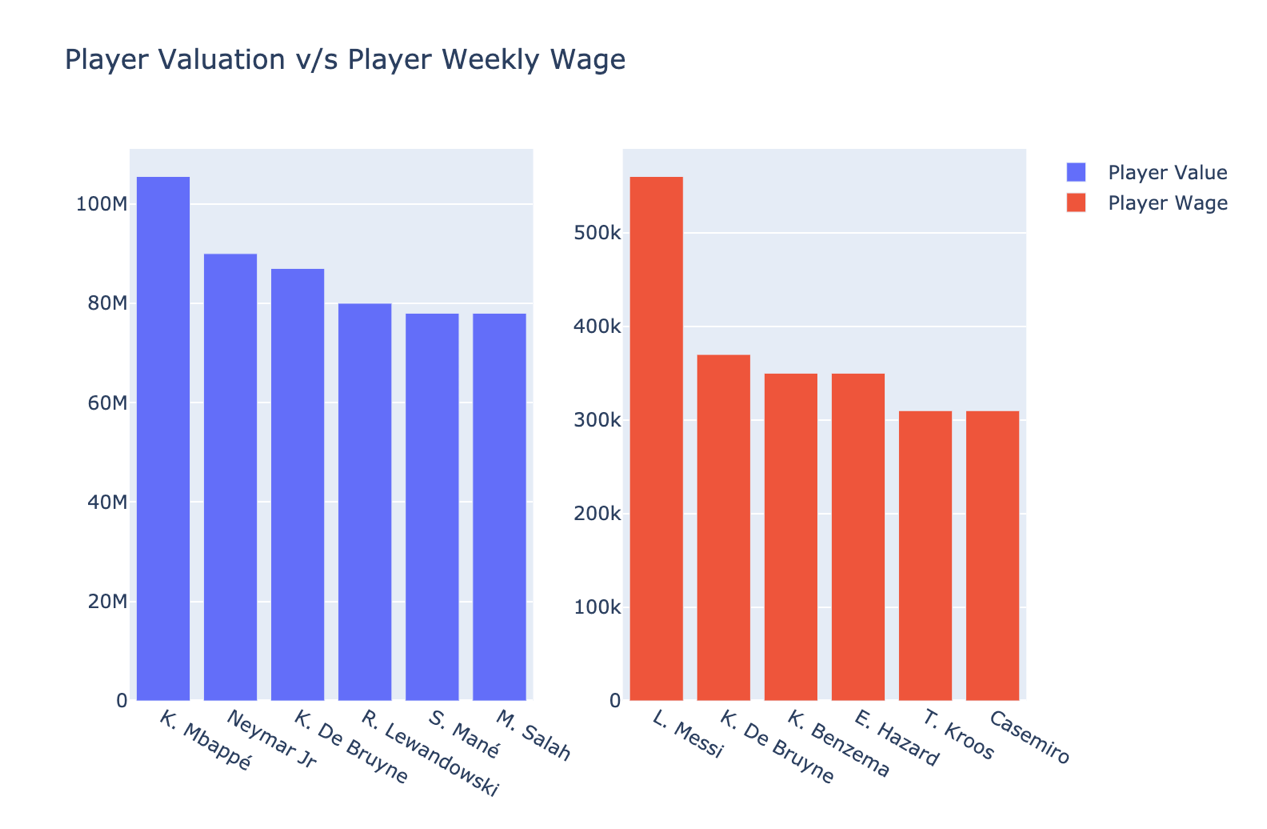 Player Valuation v/s Player Weekly Wage
100M
80M
60M
40M
20M
0
K. Mbappé
Neymar Jr
K. De Bruyne
R. Lewandowski
S. Mané
M. Salah
500k
400k
300k
200k
100k
0
L. Messi
K. De Bruyne
K. Benzema
E. Hazard
T. Kroos
Casemiro
Player Value
Player Wage